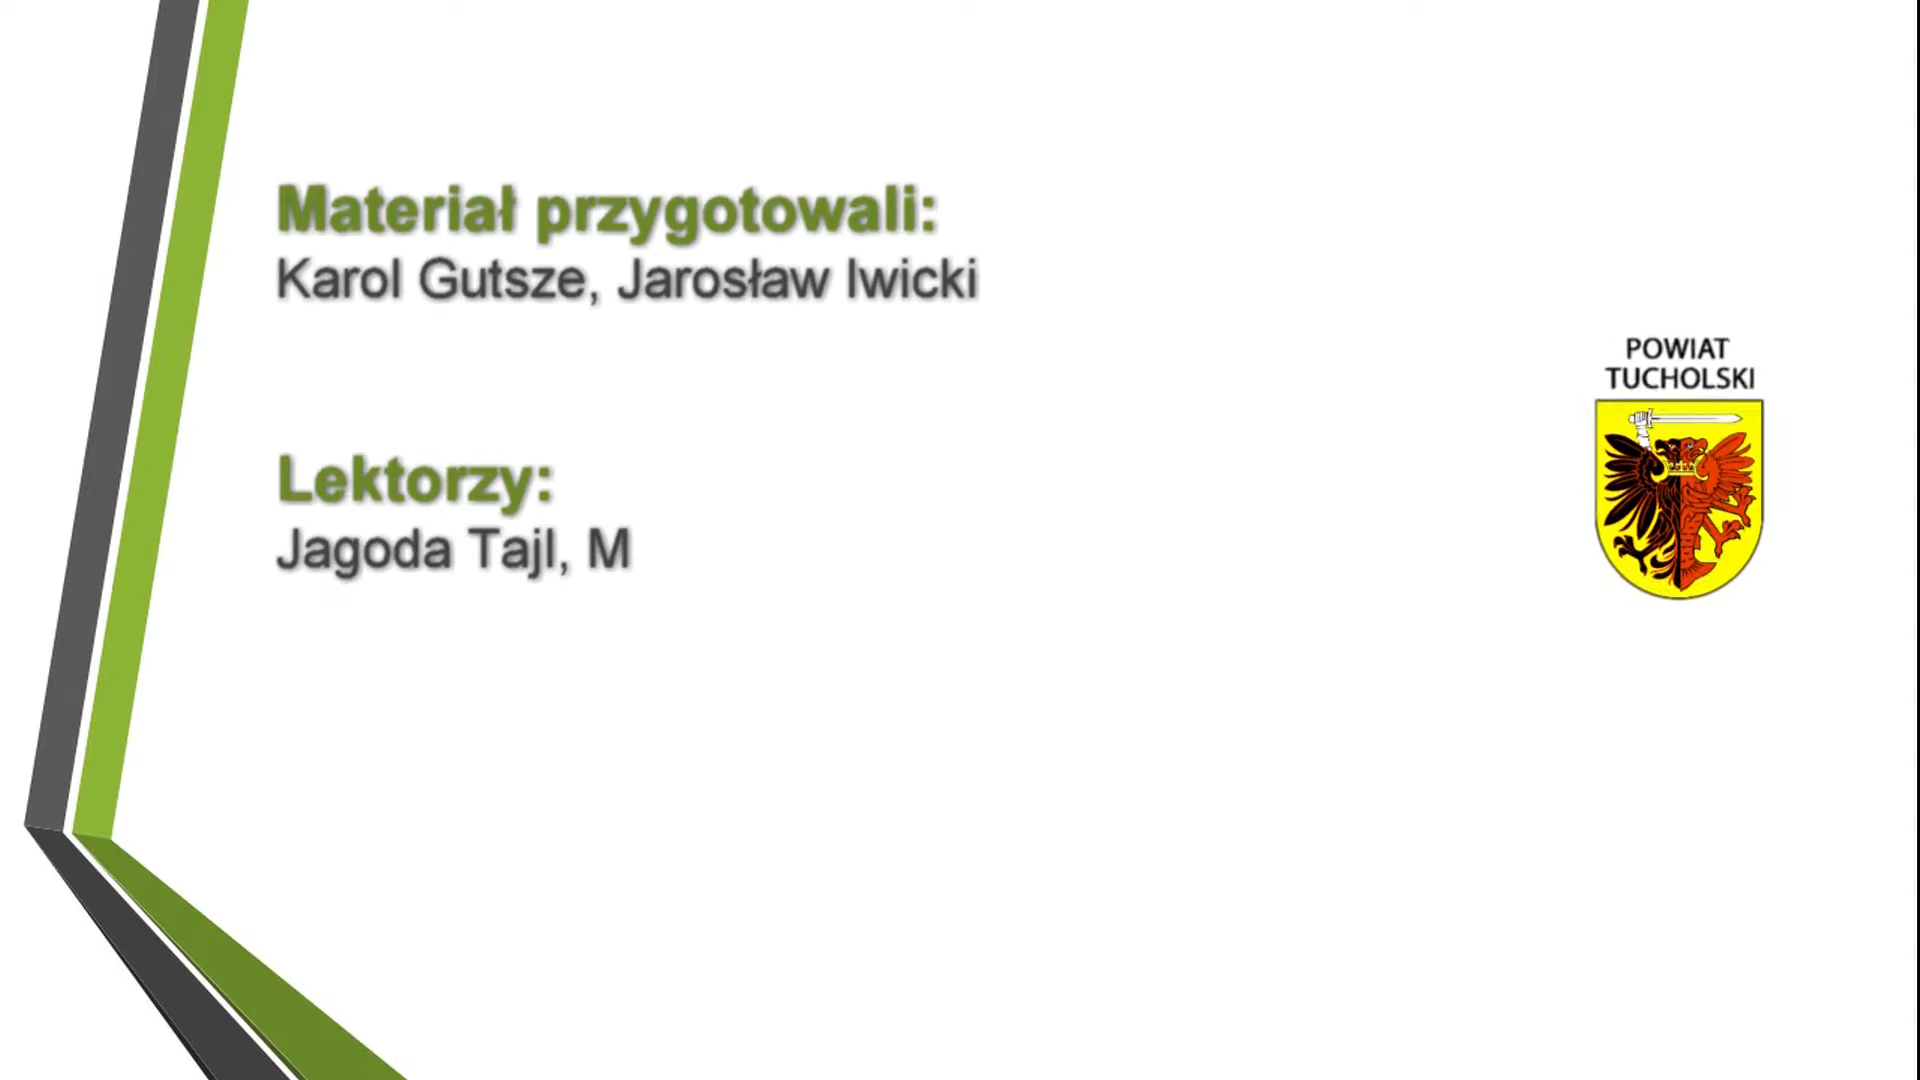 Materiał przygotowali:
Karol Gutsze, Jarosław Iwicki
POWIAT
TUCHOLSKI
Lektorzy:
Jagoda Tajl, M